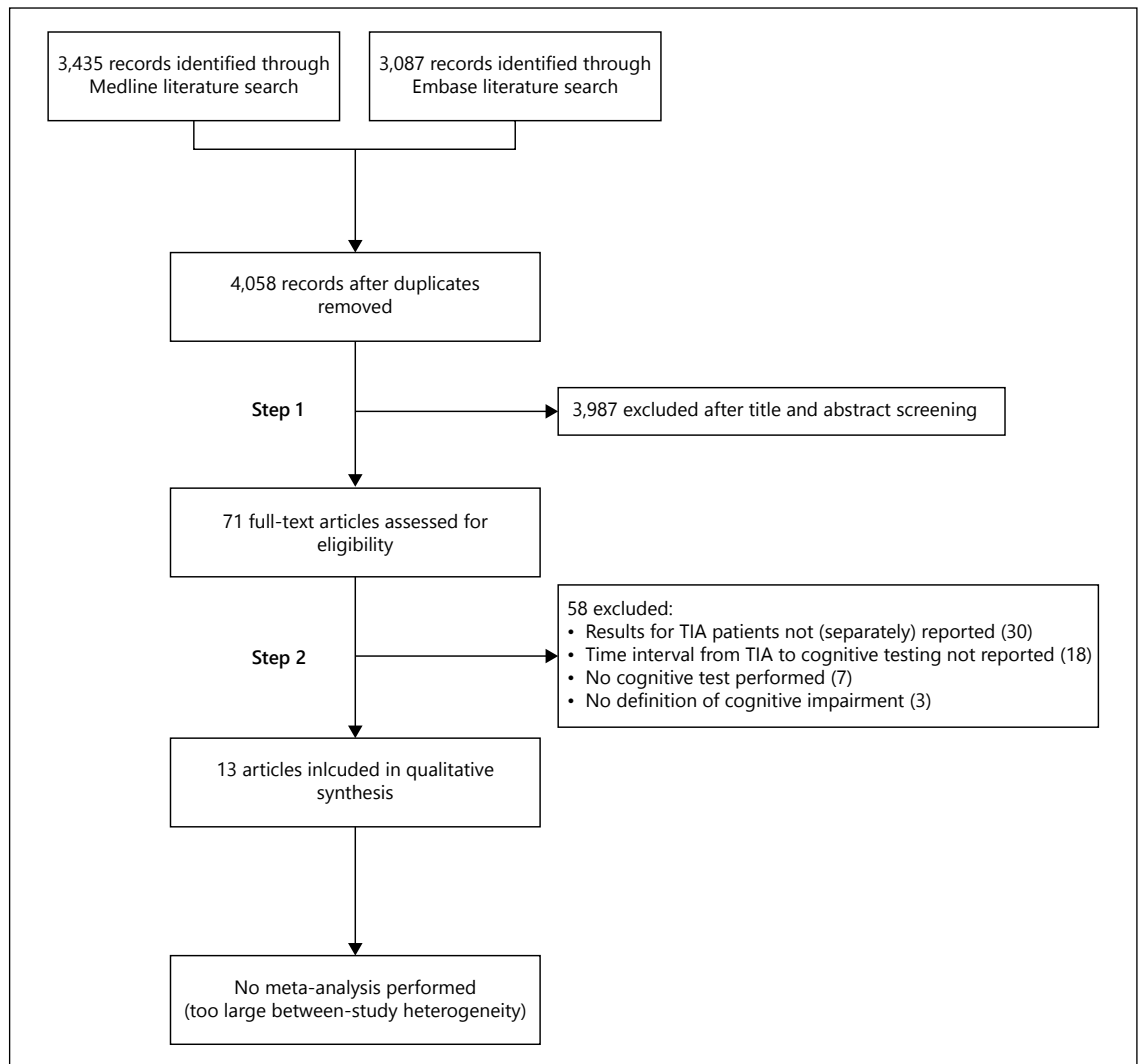 3,435 records identified through
Medline literature search
3,087 records identified through
Embase literature search
4,058 records after duplicates
removed
Step 1
3,987 excluded after title and abstract screening
71 full-text articles assessed for
eligibility
58 excluded:
• Results for TIA patients not (separately) reported (30)
• Time interval from TIA to cognitive testing not reported (18)
• No cognitive test performed (7)
• No definition of cognitive impairment (3)
Step 2
13 articles inlcuded in qualitative
synthesis
No meta-analysis performed
(too large between-study heterogeneity)